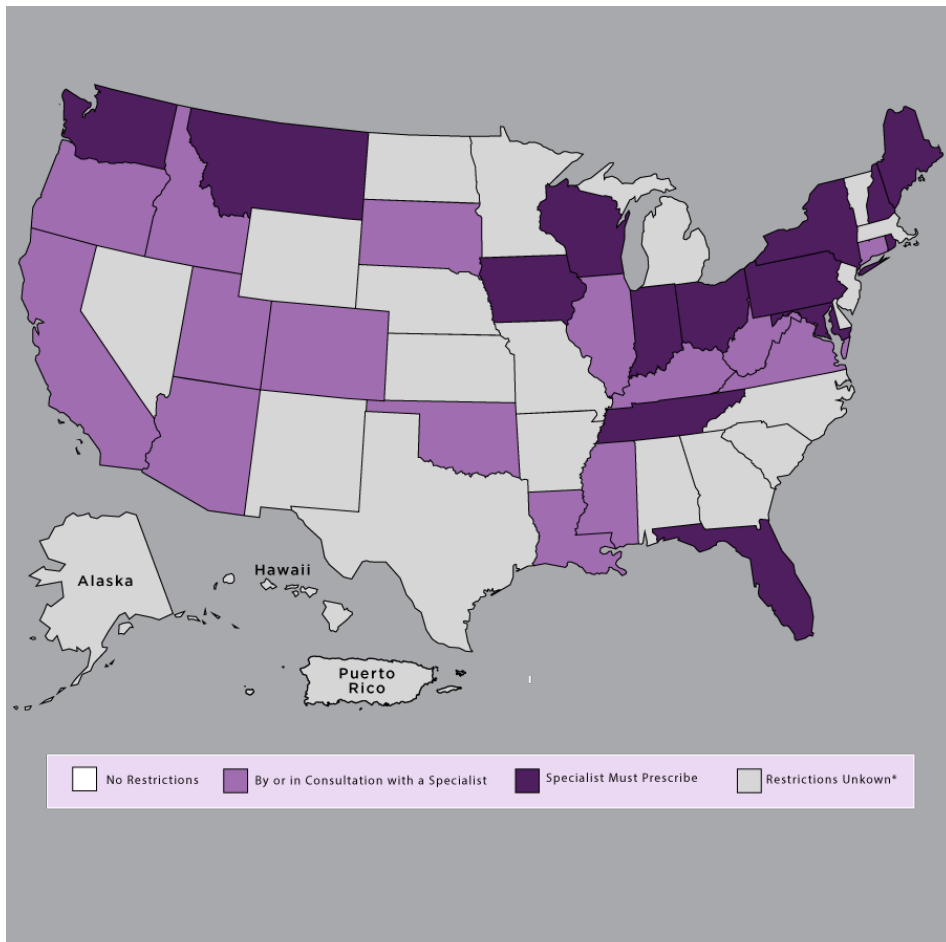 Alaska
Hawaii
Puerto
Rico
No Restrictions
By or in Consultation with a Specialist
Specialist Must Prescribe
Restrictions Unkown*